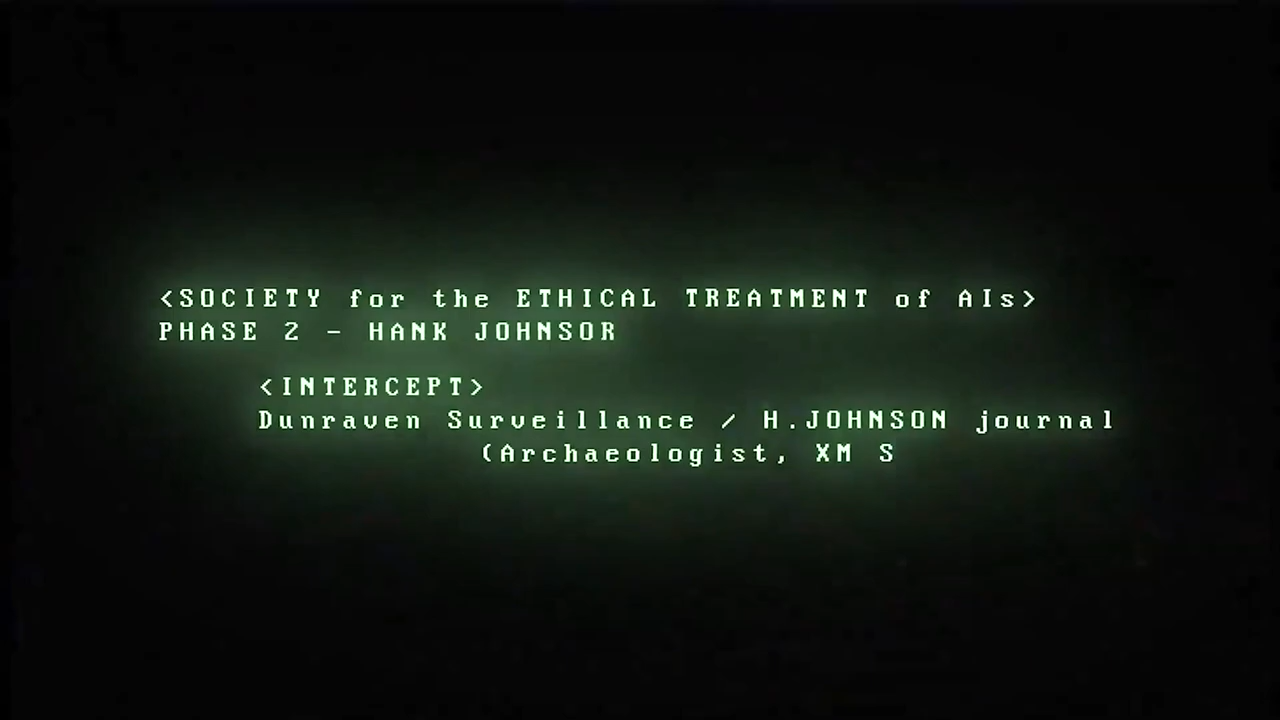 <SOCIETY for the ETHICAL TREATMENT of AIs>
PHASE 2 - HANK JOHNSOR
<INTERCEPT>
Dunraven Surveillance / H.JOHNSON journal
(Archaeologist, XM S